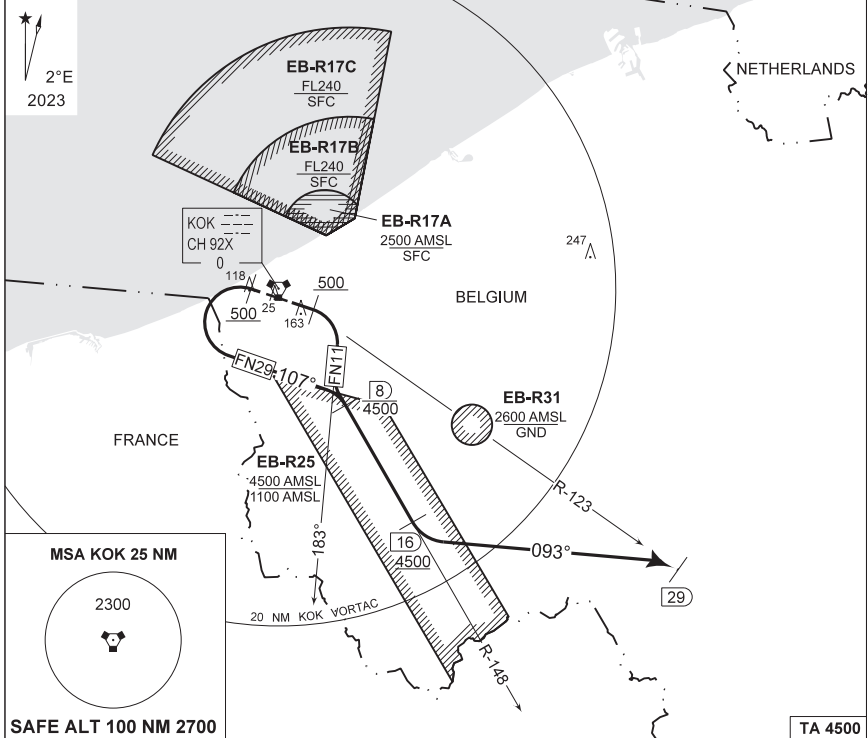 2°E
2023
NETHERLANDS
EB-R17C
FL240
SFC
EB-R17B
FL240
SFC
EB-R17A
2500 AMSL
SFC
KOK
CH 92X
0
247
118
25
163
500
500
BELGIUM
FN29
107°
FN11
8
4500
EB-R31
2600 AMSL
GND
FRANCE
EB-R25
4500 AMSL
1100 AMSL
R-123
183°
16
4500
093°
29
20 NM KOK VORTAC
R-148
MSA KOK 25 NM
2300
SAFE ALT 100 NM 2700
TA 4500